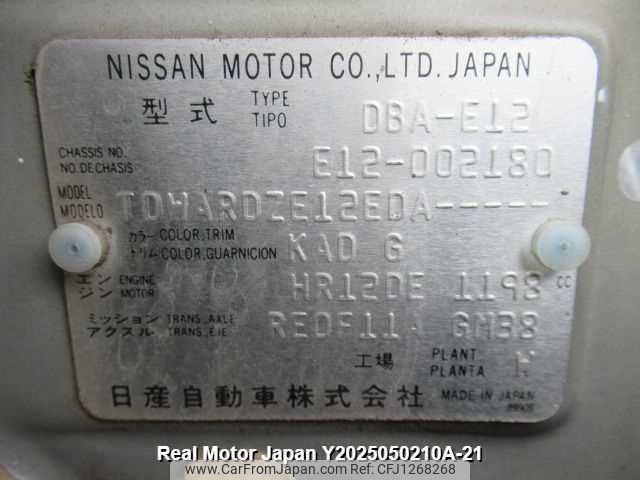 NISSAN MOTOR CO.,LTD. JAPAN
型式 TYPE TIPO DBA-E12
CHASSIS NO. NO. DE CHASIS E12-002180
MODEL MODELO TDWARDZE12EDA-----
カラー COLOR, TRIM
トリム COLOR, GUARNICION KAD G
エン ENGINE
ジン MOTOR HR12DE 1198 CC
ミッション TRANS., AXLE
アクスル TRANS., EJE RE0F11A GM38
工場 PLANT PLANTA
日産自動車株式会社 MADE IN JAPAN
Real Motor Japan Y2025050210A-21
www.CarFromJapan.com - Ref No: CFJ1268268